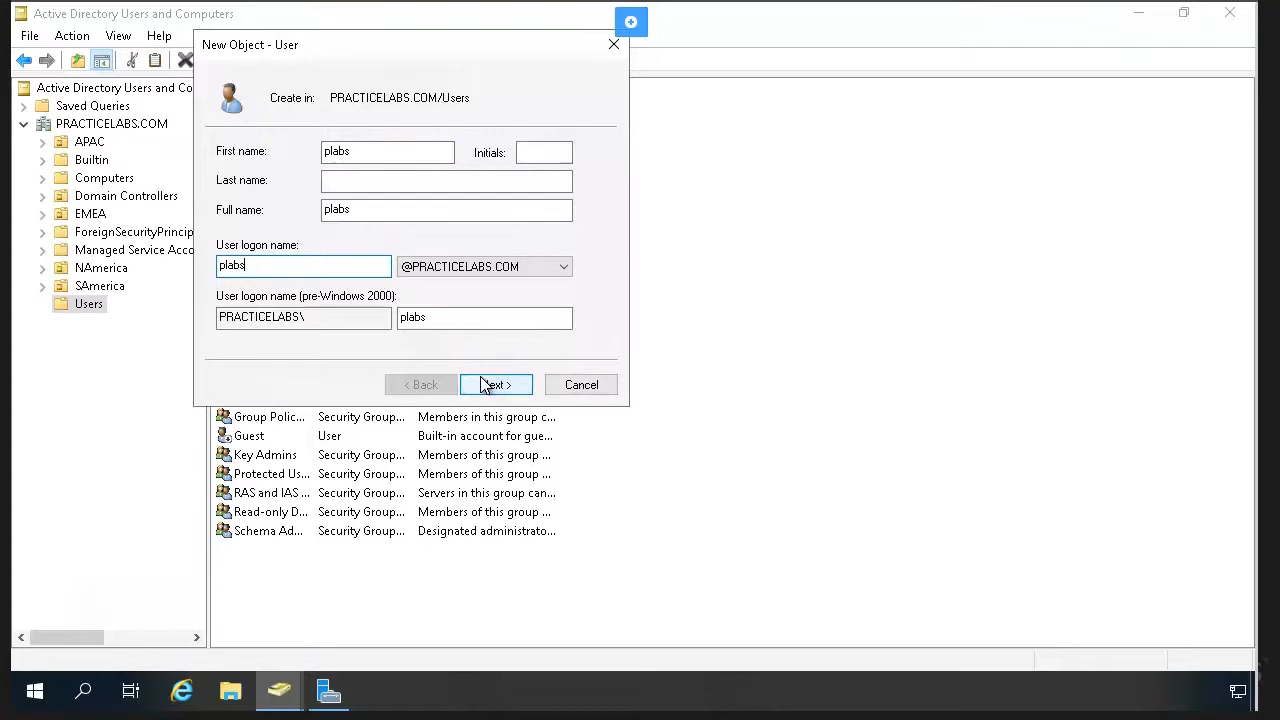 Active Directory Users and Computers
File Action View Help
New Object - User
Create in: PRACTICELABS.COM/Users
First name: plabs Initials:
Last name:
Full name: plabs
User logon name:
plabs @PRACTICELABS.COM
User logon name (pre-Windows 2000):
PRACTICELABS\ plabs
< Back Next > Cancel
Active Directory Users and Co
Saved Queries
PRACTICELABS.COM
APAC
Builtin
Computers
Domain Controllers
EMEA
ForeignSecurityPrincip
Managed Service Acco
NAmerica
SAmerica
Users
Group Polic... Security Group... Members in this group c...
Guest User Built-in account for gue...
Key Admins Security Group... Members of this group ...
Protected Us... Security Group... Members of this group ...
RAS and IAS ... Security Group... Servers in this group can...
Read-only D... Security Group... Members of this group ...
Schema Ad... Security Group... Designated administrato...